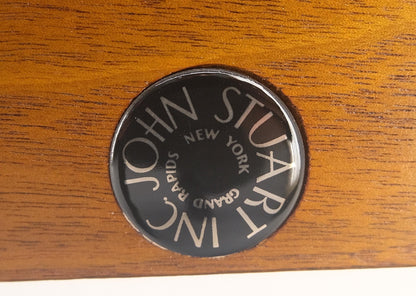 JOHN STUART INC.
NEW YORK GRAND RAPIDS